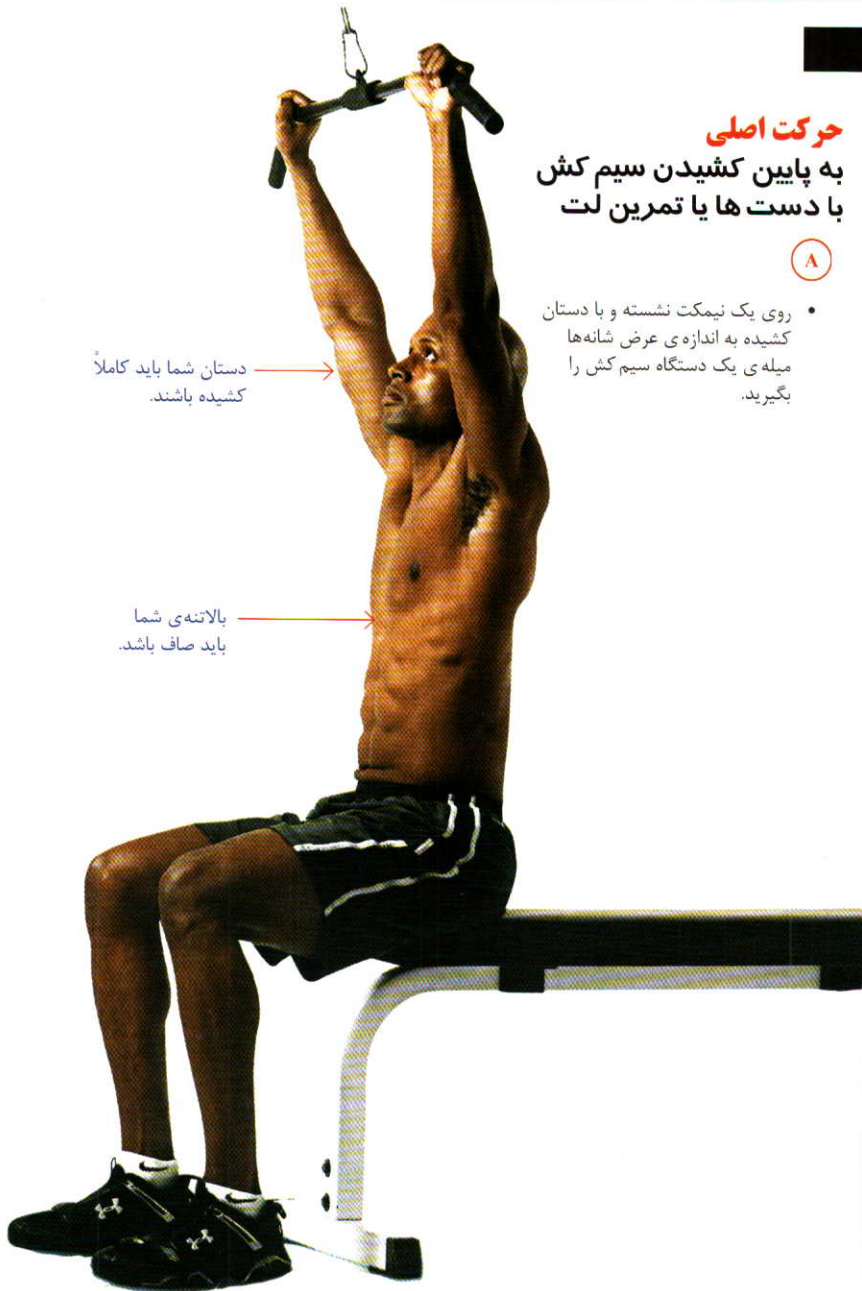 حرکت اصلی
به پایین کشیدن سیم کش
با دست ها یا تمرین لت
A
• روی یک نیمکت نشسته و با دستان
کشیده به اندازه ی عرض شانه‌ها
میله ی یک دستگاه سیم کش را
بگیرید.
دستان شما باید کاملاً
کشیده باشند.
بالاتنه‌ی شما
باید صاف باشد.